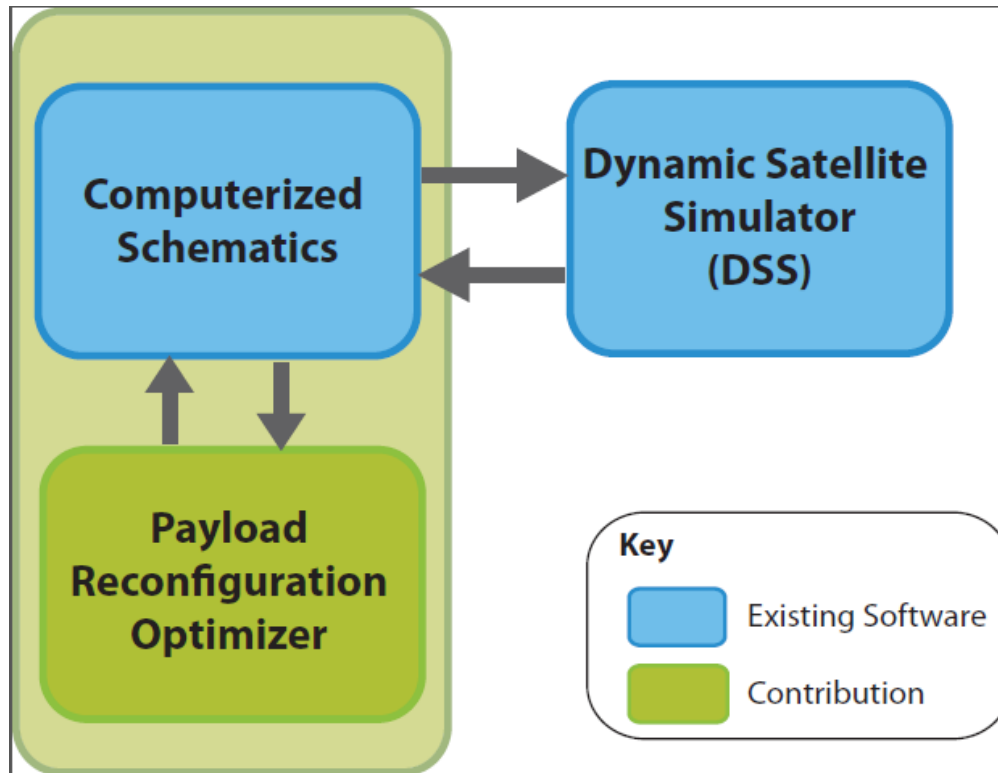 Computerized
Schematics
Dynamic Satellite
Simulator
(DSS)
Payload
Reconfiguration
Optimizer
Key
Existing Software
Contribution